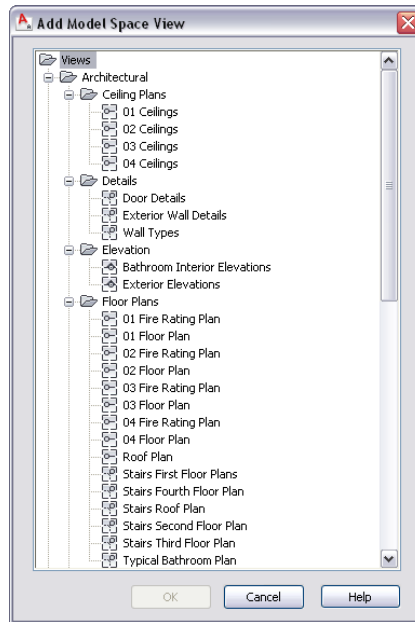 Add Model Space View
Views
Architectural
Ceiling Plans
01 Ceilings
02 Ceilings
03 Ceilings
04 Ceilings
Details
Door Details
Exterior Wall Details
Wall Types
Elevation
Bathroom Interior Elevations
Exterior Elevations
Floor Plans
01 Fire Rating Plan
01 Floor Plan
02 Fire Rating Plan
02 Floor Plan
03 Fire Rating Plan
03 Floor Plan
04 Fire Rating Plan
04 Floor Plan
Roof Plan
Stairs First Floor Plans
Stairs Fourth Floor Plan
Stairs Roof Plan
Stairs Second Floor Plan
Stairs Third Floor Plan
Typical Bathroom Plan
OK Cancel Help